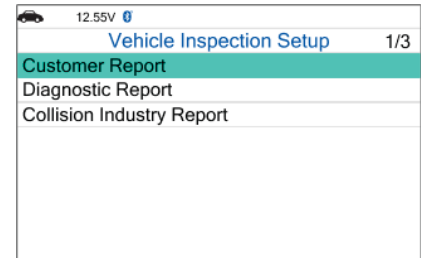 12.55V
Vehicle Inspection Setup 1/3
Customer Report
Diagnostic Report
Collision Industry Report